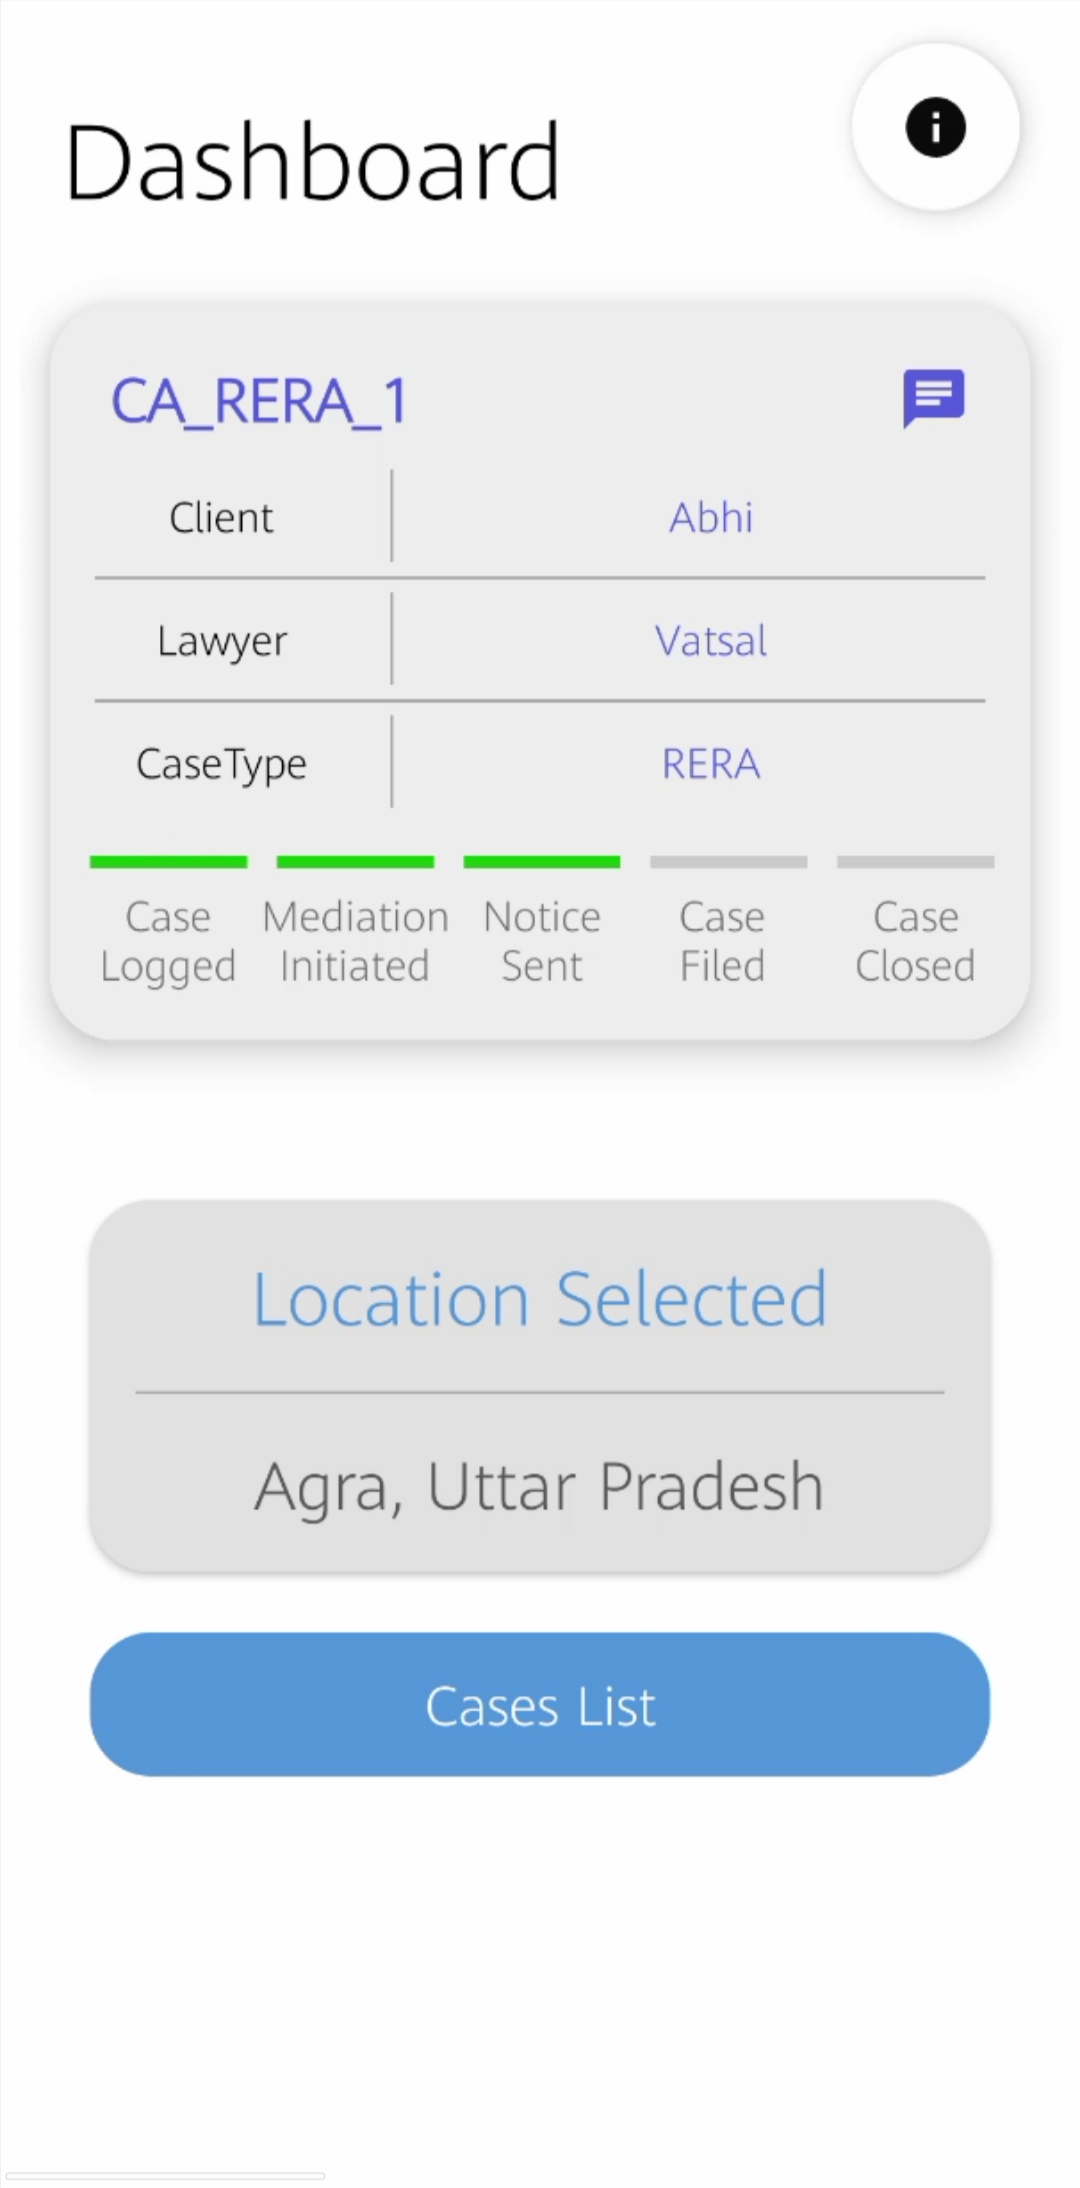 Dashboard
CA_RERA_1
Client Abhi
Lawyer Vatsal
CaseType RERA
Case Mediation Notice Case Case
Logged Initiated Sent Filed Closed
Location Selected
Agra, Uttar Pradesh
Cases List